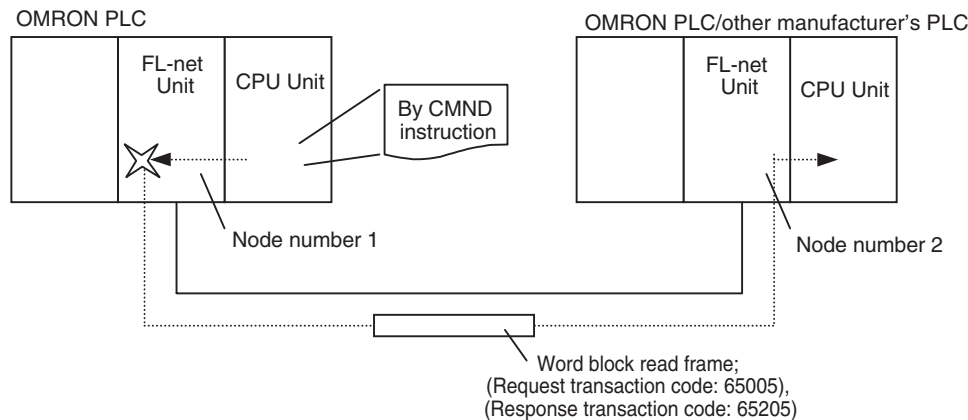 OMRON PLC
FL-net
Unit
CPU Unit
By CMND
instruction
Node number 1
OMRON PLC/other manufacturer's PLC
FL-net
Unit
CPU Unit
Node number 2
Word block read frame;
(Request transaction code: 65005),
(Response transaction code: 65205)